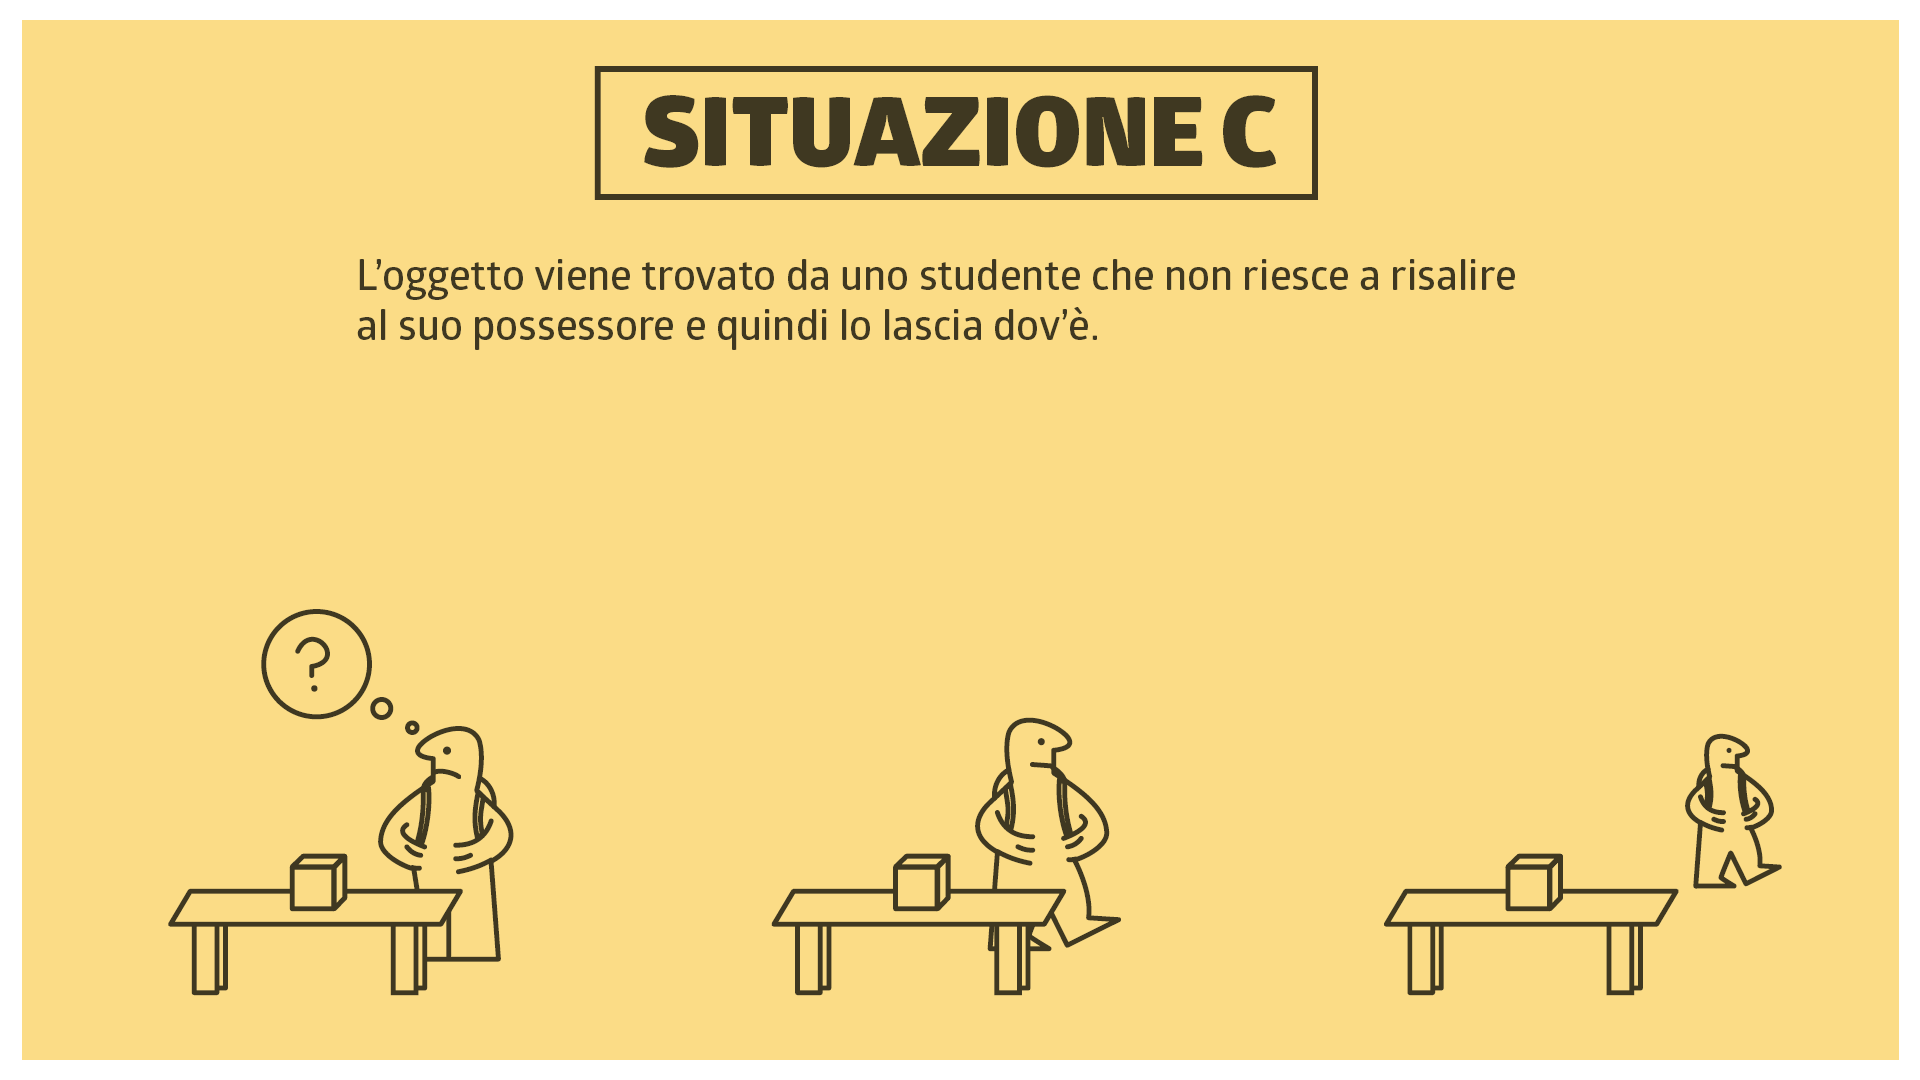 SITUAZIONE C
L’oggetto viene trovato da uno studente che non riesce a risalire
al suo possessore e quindi lo lascia dov’è.
?